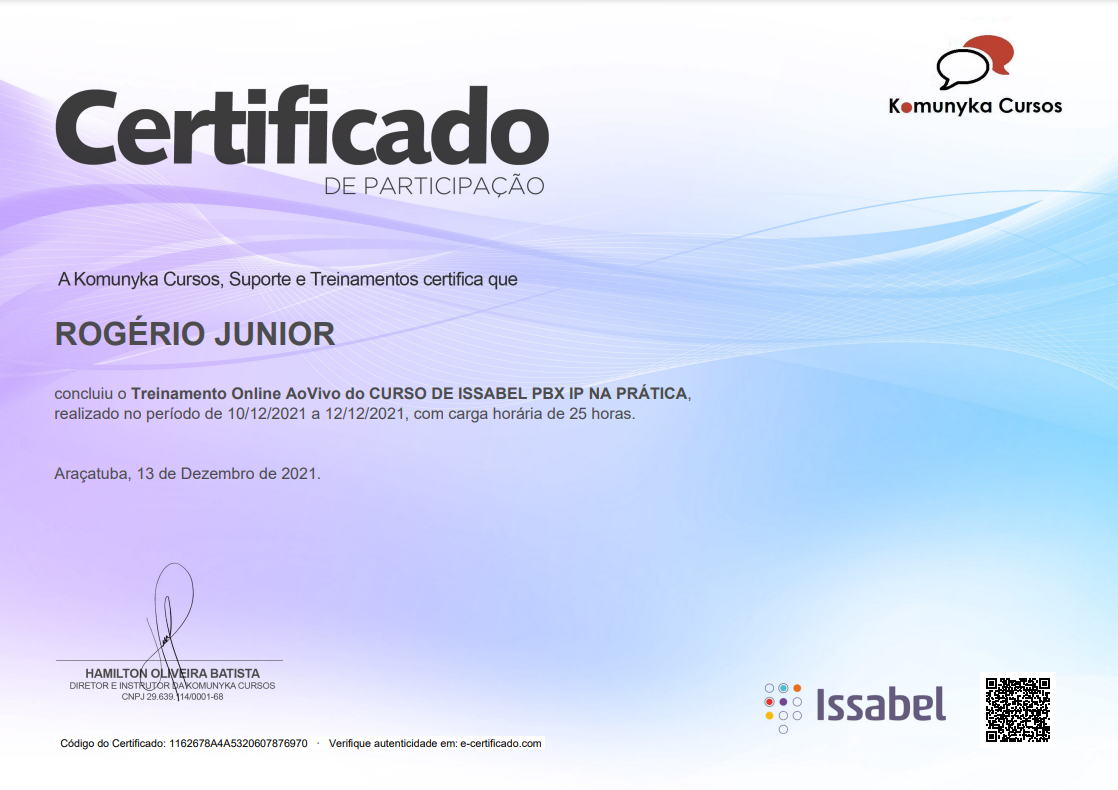 Komunyka Cursos
Certificado
DE PARTICIPAÇÃO
A Komunyka Cursos, Suporte e Treinamentos certifica que
ROGÉRIO JUNIOR
concluiu o Treinamento Online AoVivo do CURSO DE ISSABEL PBX IP NA PRÁTICA,
realizado no período de 10/12/2021 a 12/12/2021, com carga horária de 25 horas.
Araçatuba, 13 de Dezembro de 2021.
HAMILTON OLIVEIRA BATISTA
DIRETOR E INSTRUTOR DA KOMUNYKA CURSOS
CNPJ 29.639.114/0001-68
Issabel
Código do Certificado: 1162678A4A5320607876970 · Verifique autenticidade em: e-certificado.com